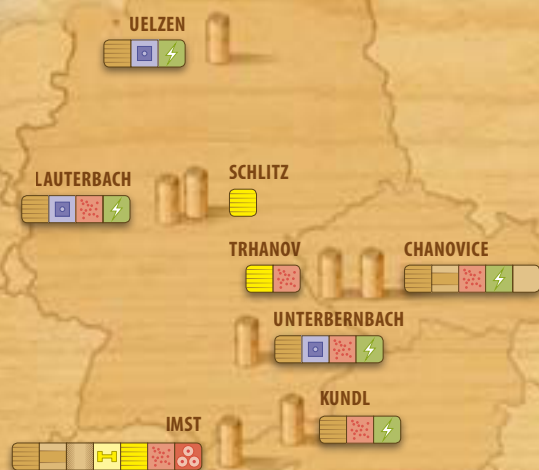 UELZEN
LAUTERBACH
SCHLITZ
TRHANOV
CHANOVICE
UNTERBERNBACH
KUNDL
IMST